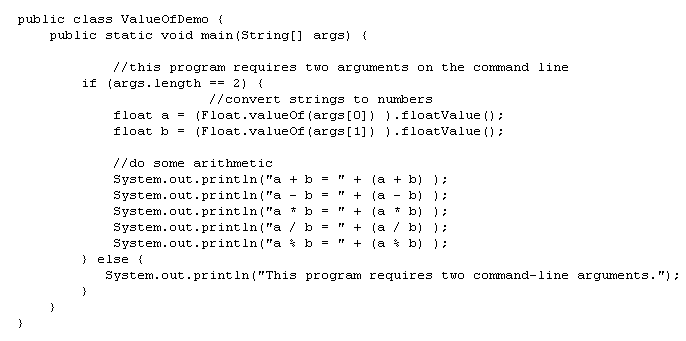 public class ValueOfDemo {
    public static void main(String[] args) {

            //this program requires two arguments on the command line
        if (args.length == 2) {
                        //convert strings to numbers
            float a = (Float.valueOf(args[0]) ).floatValue();
            float b = (Float.valueOf(args[1]) ).floatValue();

            //do some arithmetic
            System.out.println("a + b = " + (a + b) );
            System.out.println("a - b = " + (a - b) );
            System.out.println("a * b = " + (a * b) );
            System.out.println("a / b = " + (a / b) );
            System.out.println("a % b = " + (a % b) );
        } else {
           System.out.println("This program requires two command-line arguments.");
        }
    }
}